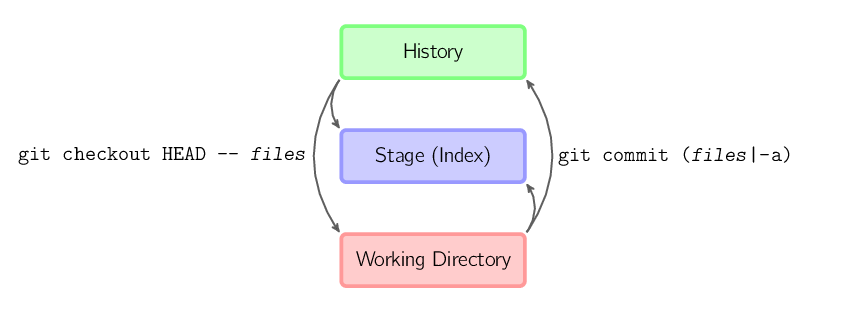 History
git checkout HEAD -- files
Stage (Index)
git commit (files|-a)
Working Directory